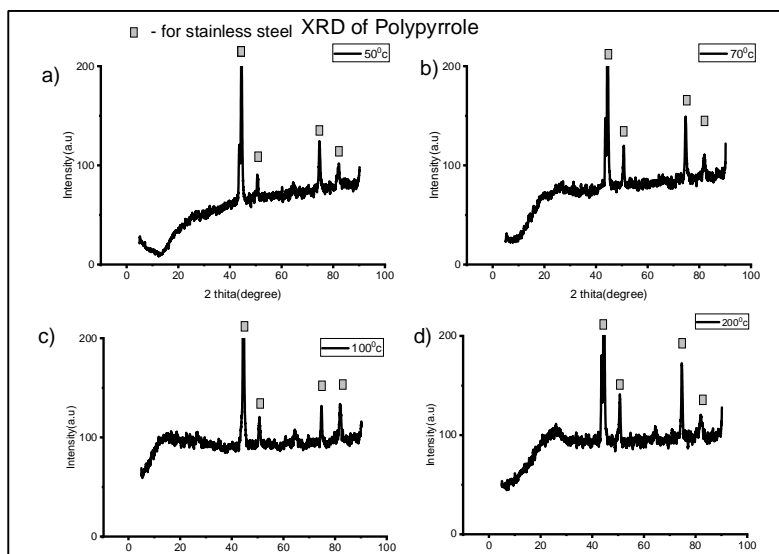 - for stainless steel XRD of Polypyrrole
a)
50⁰c
200
100
0
Intensity(a.u)
0 20 40 60 80 100
2 thita(degree)
b)
70⁰c
200
100
0
Intensity(a.u)
0 20 40 60 80 100
2 thita(degree)
c)
100⁰c
200
100
0
Intensity(a.u)
0 20 40 60 80 100
d)
200⁰c
200
100
0
Intensity(a.u)
0 20 40 60 80 100